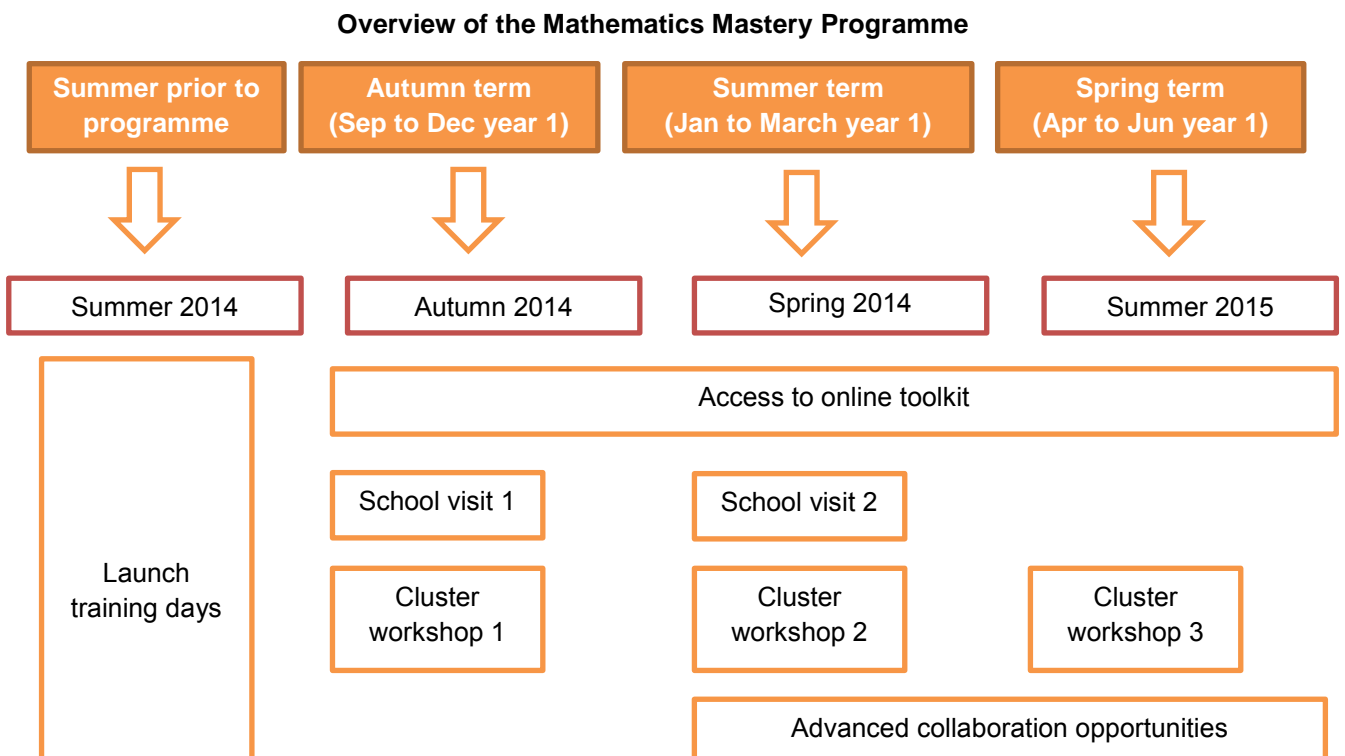 Overview of the Mathematics Mastery Programme
Summer prior to
programme
Autumn term
(Sep to Dec year 1)
Summer term
(Jan to March year 1)
Spring term
(Apr to Jun year 1)
Summer 2014
Autumn 2014
Spring 2014
Summer 2015
Launch
training days
Access to online toolkit
School visit 1
School visit 2
Cluster
workshop 1
Cluster
workshop 2
Cluster
workshop 3
Advanced collaboration opportunities